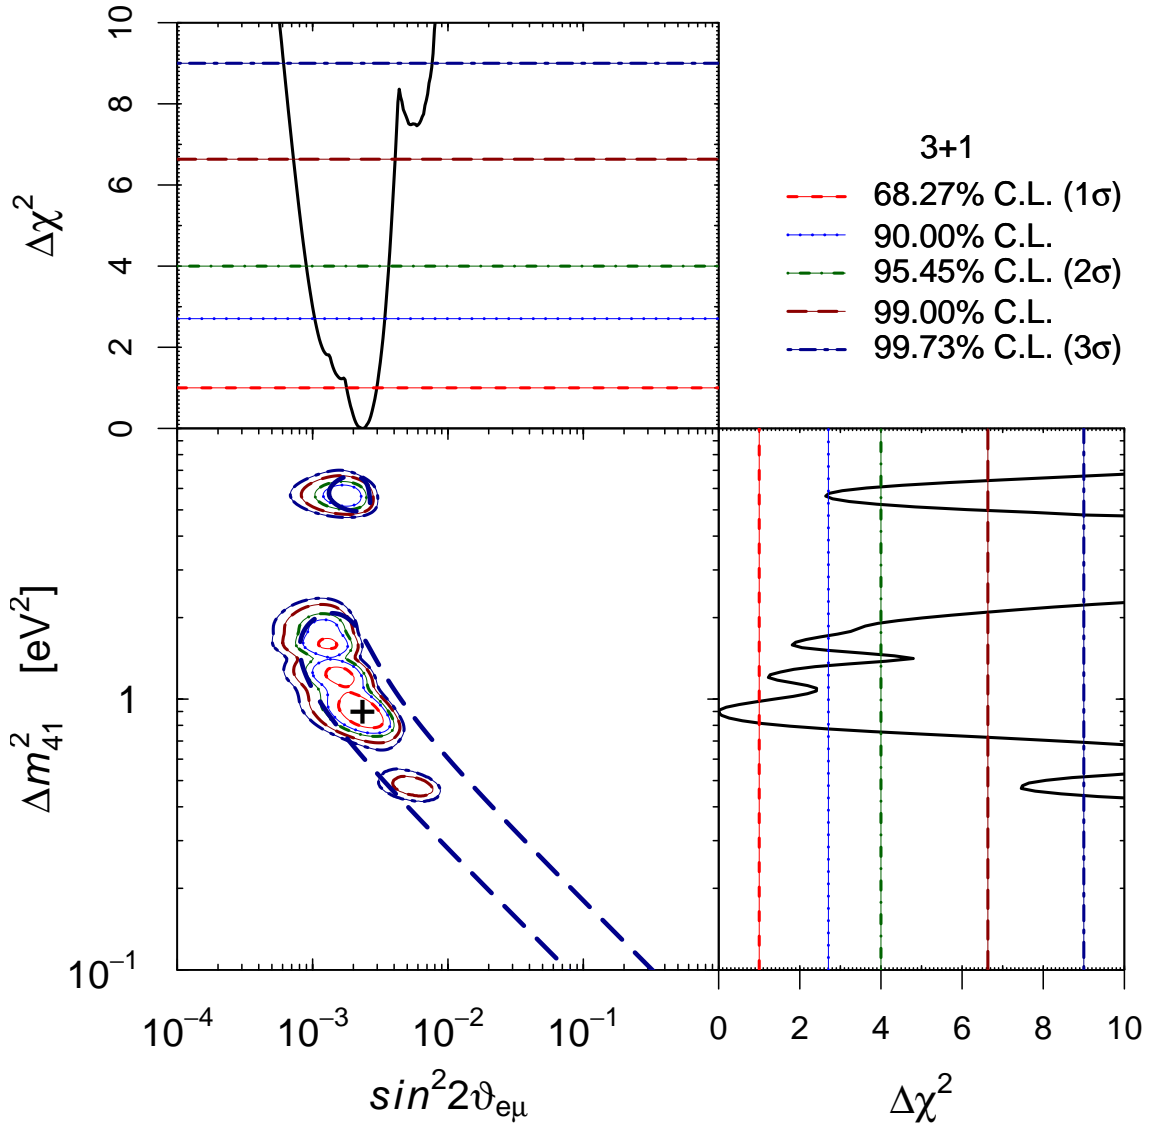 10
8
6
4
2
0
Δχ²
3+1
68.27% C.L. (1σ)
90.00% C.L.
95.45% C.L. (2σ)
99.00% C.L.
99.73% C.L. (3σ)
Δm²₄₁ [eV²]
1
10⁻¹
10⁻⁴ 10⁻³ 10⁻² 10⁻¹
sin²2ϑₑμ
0 2 4 6 8 10
Δχ²